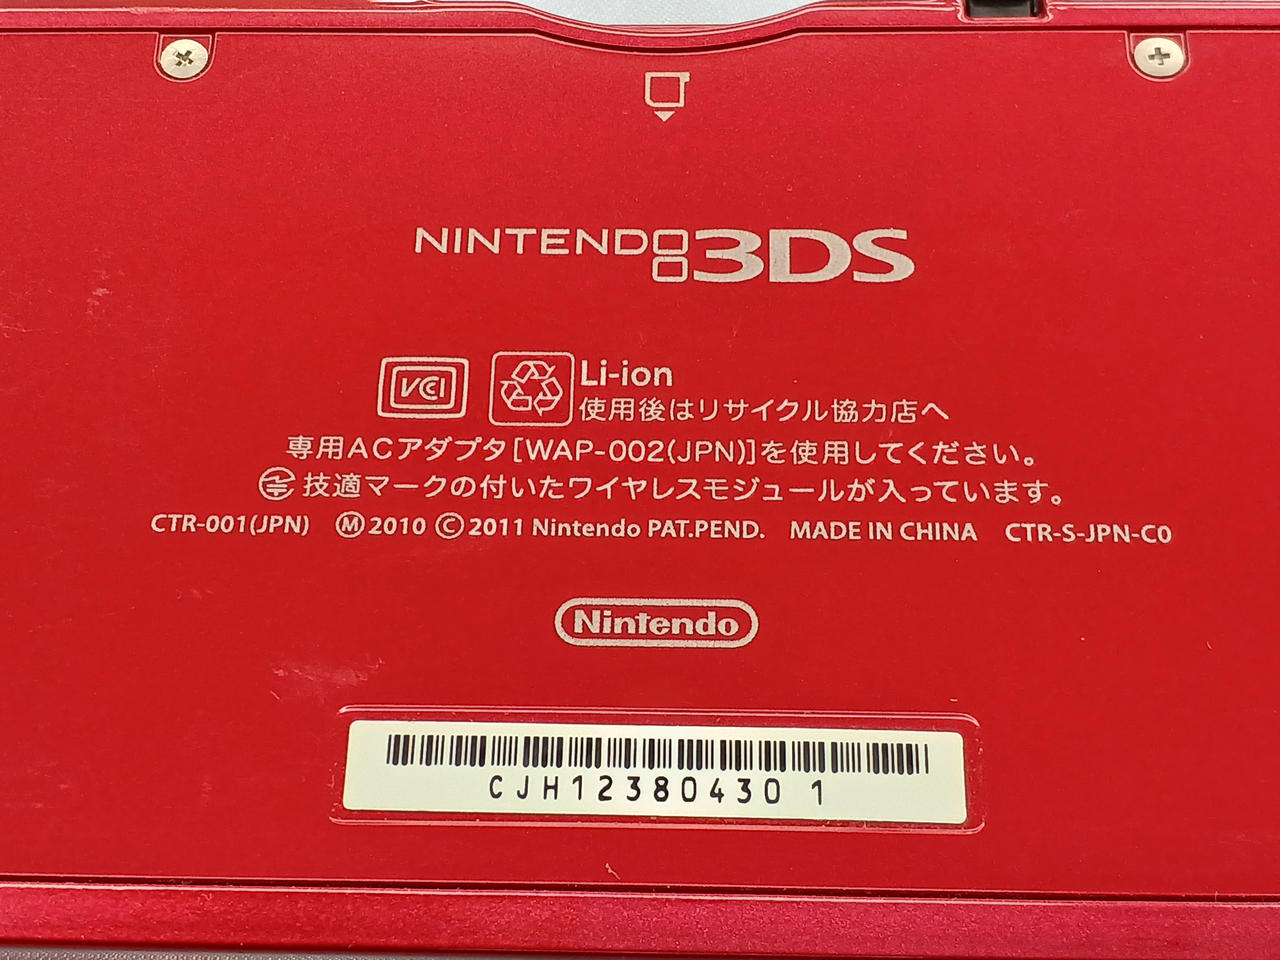 NINTENDO 3DS
VCCI
Li-ion
使用後はリサイクル協力店へ
専用ACアダプタ[WAP-002(JPN)]を使用してください。
技適マークの付いたワイヤレスモジュールが入っています。
CTR-001(JPN) Ⓜ2010 ©2011 Nintendo PAT.PEND. MADE IN CHINA CTR-S-JPN-C0
Nintendo
CJH12380430 1